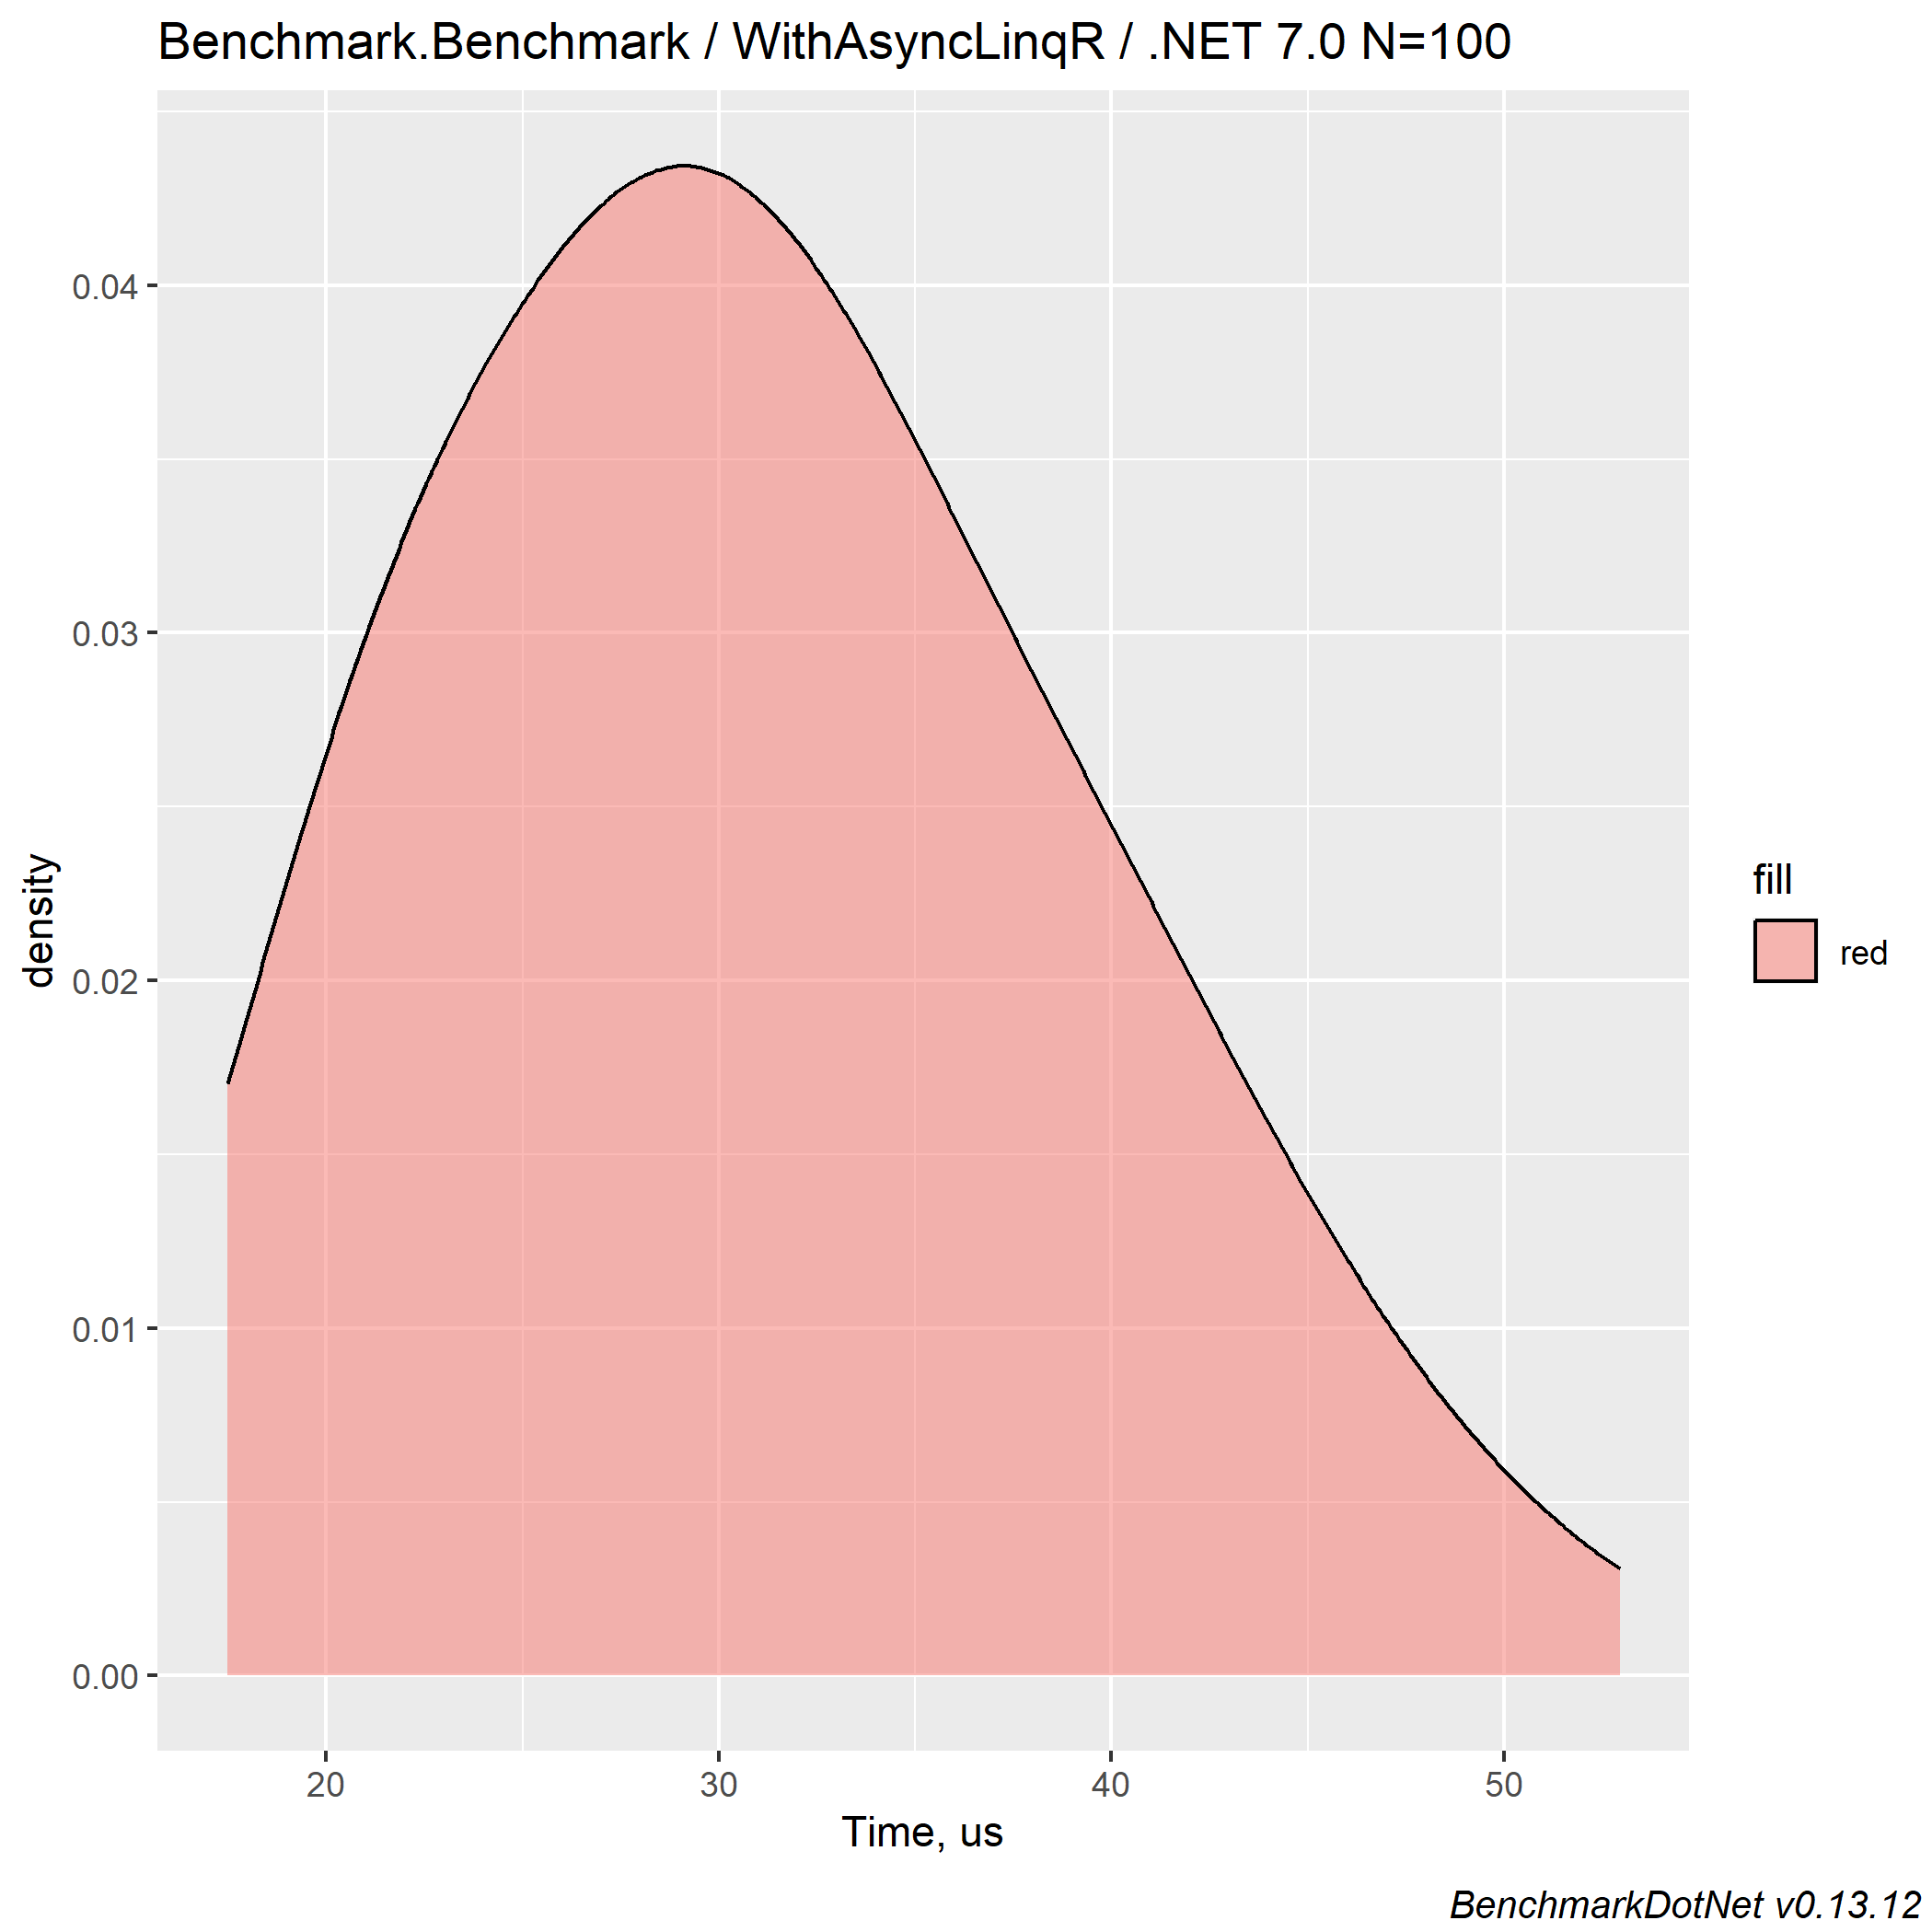 Benchmark.Benchmark / WithAsyncLinqR / .NET 7.0 N=100
density
0.04
0.03
0.02
0.01
0.00
20 30 40 50
Time, us
fill
red
BenchmarkDotNet v0.13.12